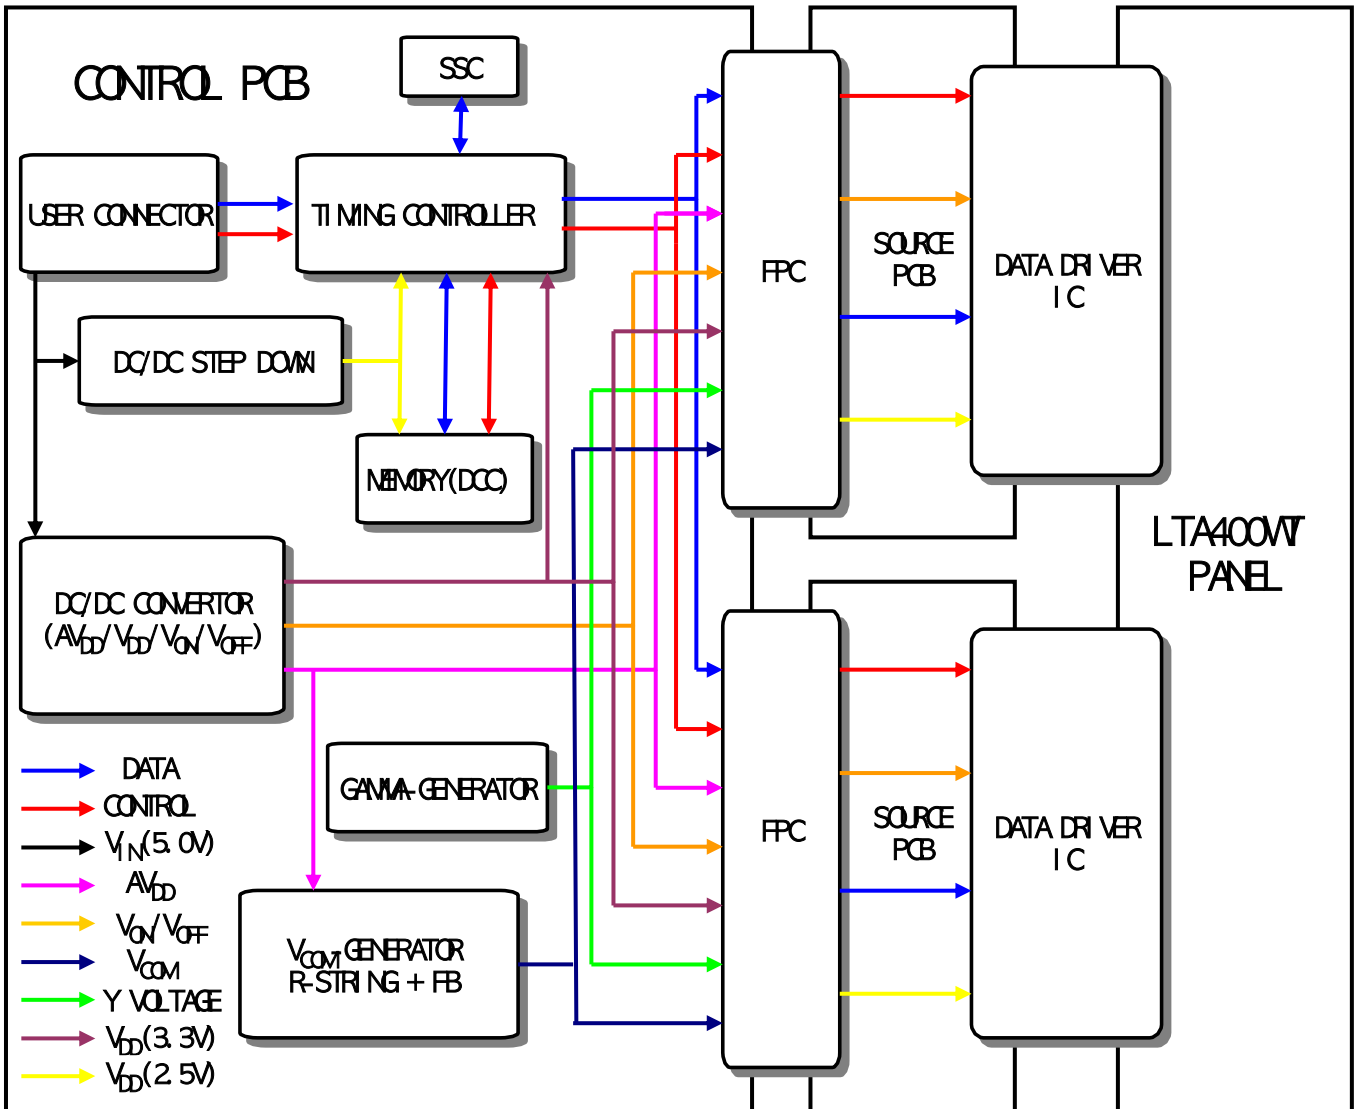 CONTROL PCB
SSC
USER CONNECTOR
TIMING CONTROLLER
FPC
SOURCE
PCB
DATA DRIVER
IC
DC/DC STEP DOWN
MEMORY(DCC)
LTA400WT
PANEL
DC/DC CONVERTOR
(AVDD/VDD/VON/VOFF)
GAMMA-GENERATOR
FPC
SOURCE
PCB
DATA DRIVER
IC
VCOM-GENERATOR
R-STRING + FB
DATA
CONTROL
VIN(5.0V)
AVDD
VON/VOFF
VCOM
Y VOLTAGE
VDD(3.3V)
VDD(2.5V)